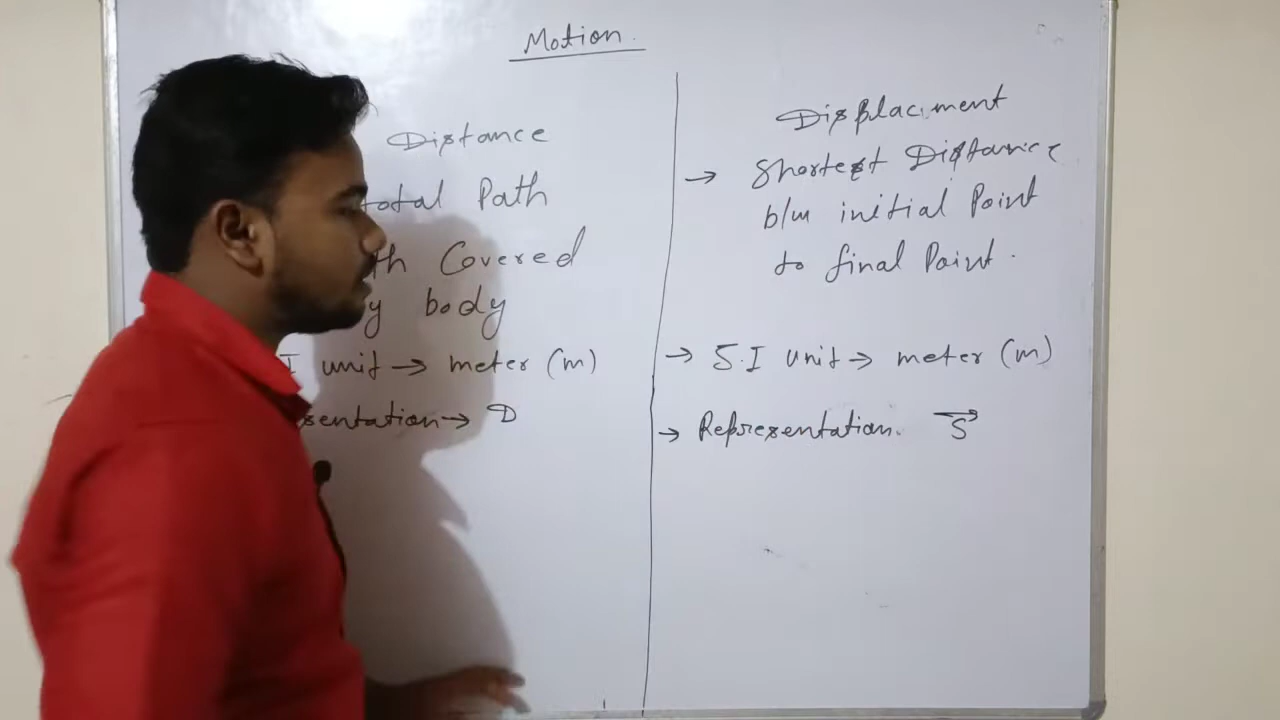 Motion.
Distance
total Path
Covered
by body
I unit → meter (m)
sentation → D
Displacement
→ Shortest Distance
b/w initial Point
to final Point.
→ S.I Unit → meter (m)
→ Representation. S